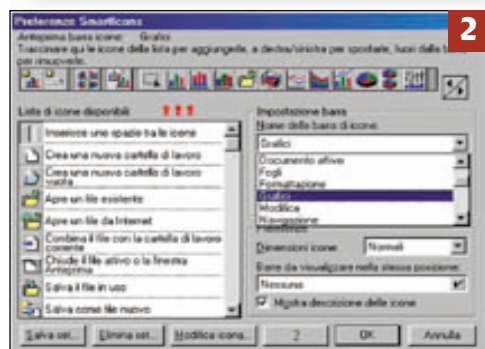 Preferenze SmartIcons
2
Anteprima barra icone: Grafici
Trascinare qui le icone della lista per aggiungerle, a destra/sinistra per spostarle, fuori dalla barra
per rimuoverle.
Lista di icone disponibili
Inserisce uno spazio tra le icone
Crea una nuova cartella di lavoro
Crea una nuova cartella di lavoro
vuota
Apre un file esistente
Apre un file da Internet
Combina il file con la cartella di lavoro
corrente
Chiude il file attivo o la finestra
Anteprima
Salva il file in uso
Salva come file nuovo
Impostazione barra
Nome della barra di icone:
Grafici
Documento attivo
Fogli
Formattazione
Grafici
Modifica
Navigazione
Preferenze
Dimensioni icone:
Normali
Barre da visualizzare nella stessa posizione:
Nessuna
Mostra descrizione delle icone
Salva set...
Elimina set...
Modifica icona...
?
OK
Annulla